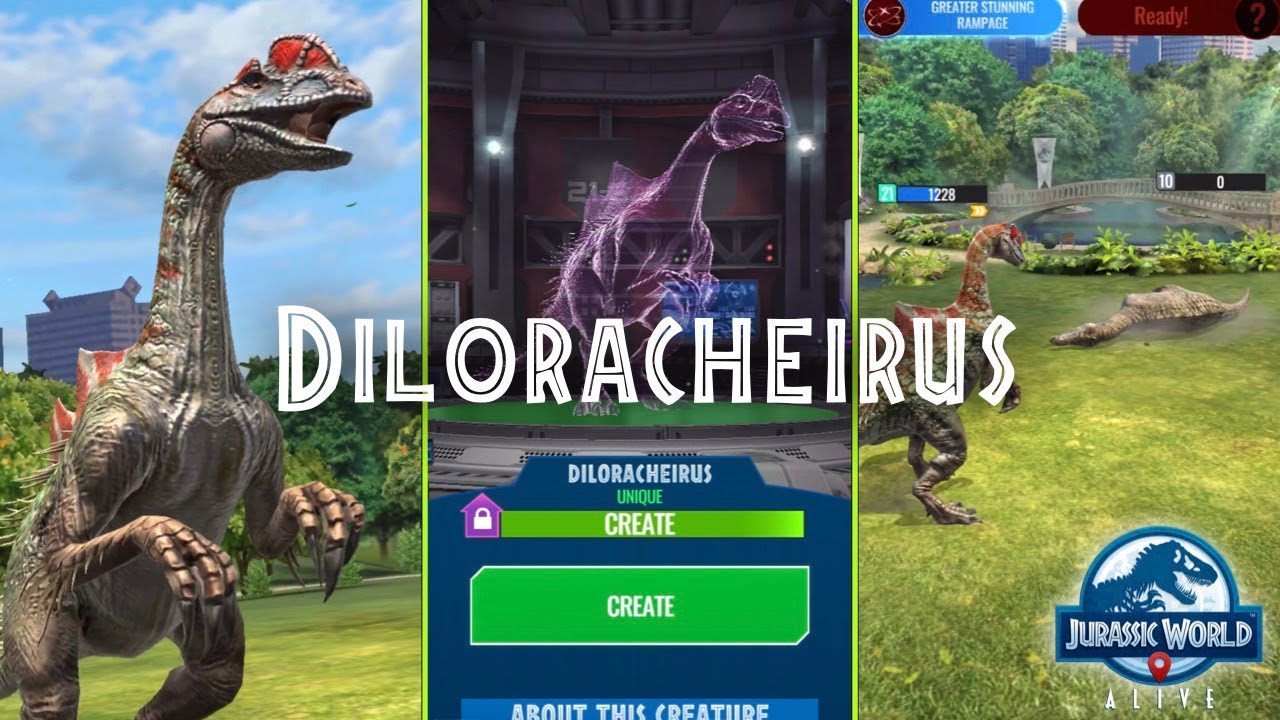 GREATER STUNNING
RAMPAGE
Ready!
?
21
1228
10
0
DILORACHEIRUS
DILORACHEIRUS
UNIQUE
CREATE
CREATE
ABOUT THIS CREATURE
JURASSIC WORLD
ALIVE